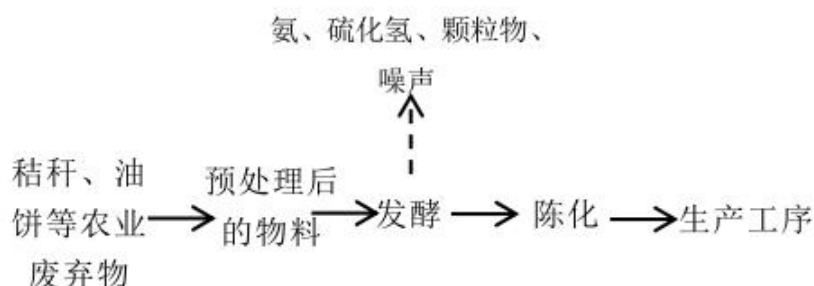 氨、硫化氢、颗粒物、
噪声
秸秆、油
饼等农业
废弃物
预处理后
的物料
发酵
陈化
生产工序